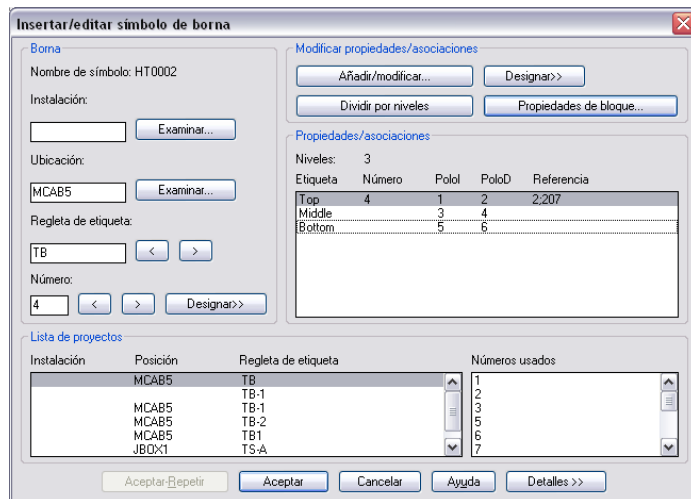 Insertar/editar símbolo de borna
Borna
Nombre de símbolo: HT0002
Instalación:
Examinar...
Ubicación:
MCAB5 Examinar...
Regleta de etiqueta:
TB < >
Número:
4 < > Designar>>
Modificar propiedades/asociaciones
Añadir/modificar... Designar>>
Dividir por niveles Propiedades de bloque...
Propiedades/asociaciones
Niveles: 3
Etiqueta Número PoloI PoloD Referencia
Top 4 1 2 2;207
Middle 3 4
Bottom 5 6
Lista de proyectos
Instalación Posición Regleta de etiqueta
MCAB5 TB
TB-1
MCAB5 TB-1
MCAB5 TB-2
MCAB5 TB1
JBOX1 TS-A
Números usados
1
2
3
5
6
7
Aceptar-Repetir Aceptar Cancelar Ayuda Detalles >>